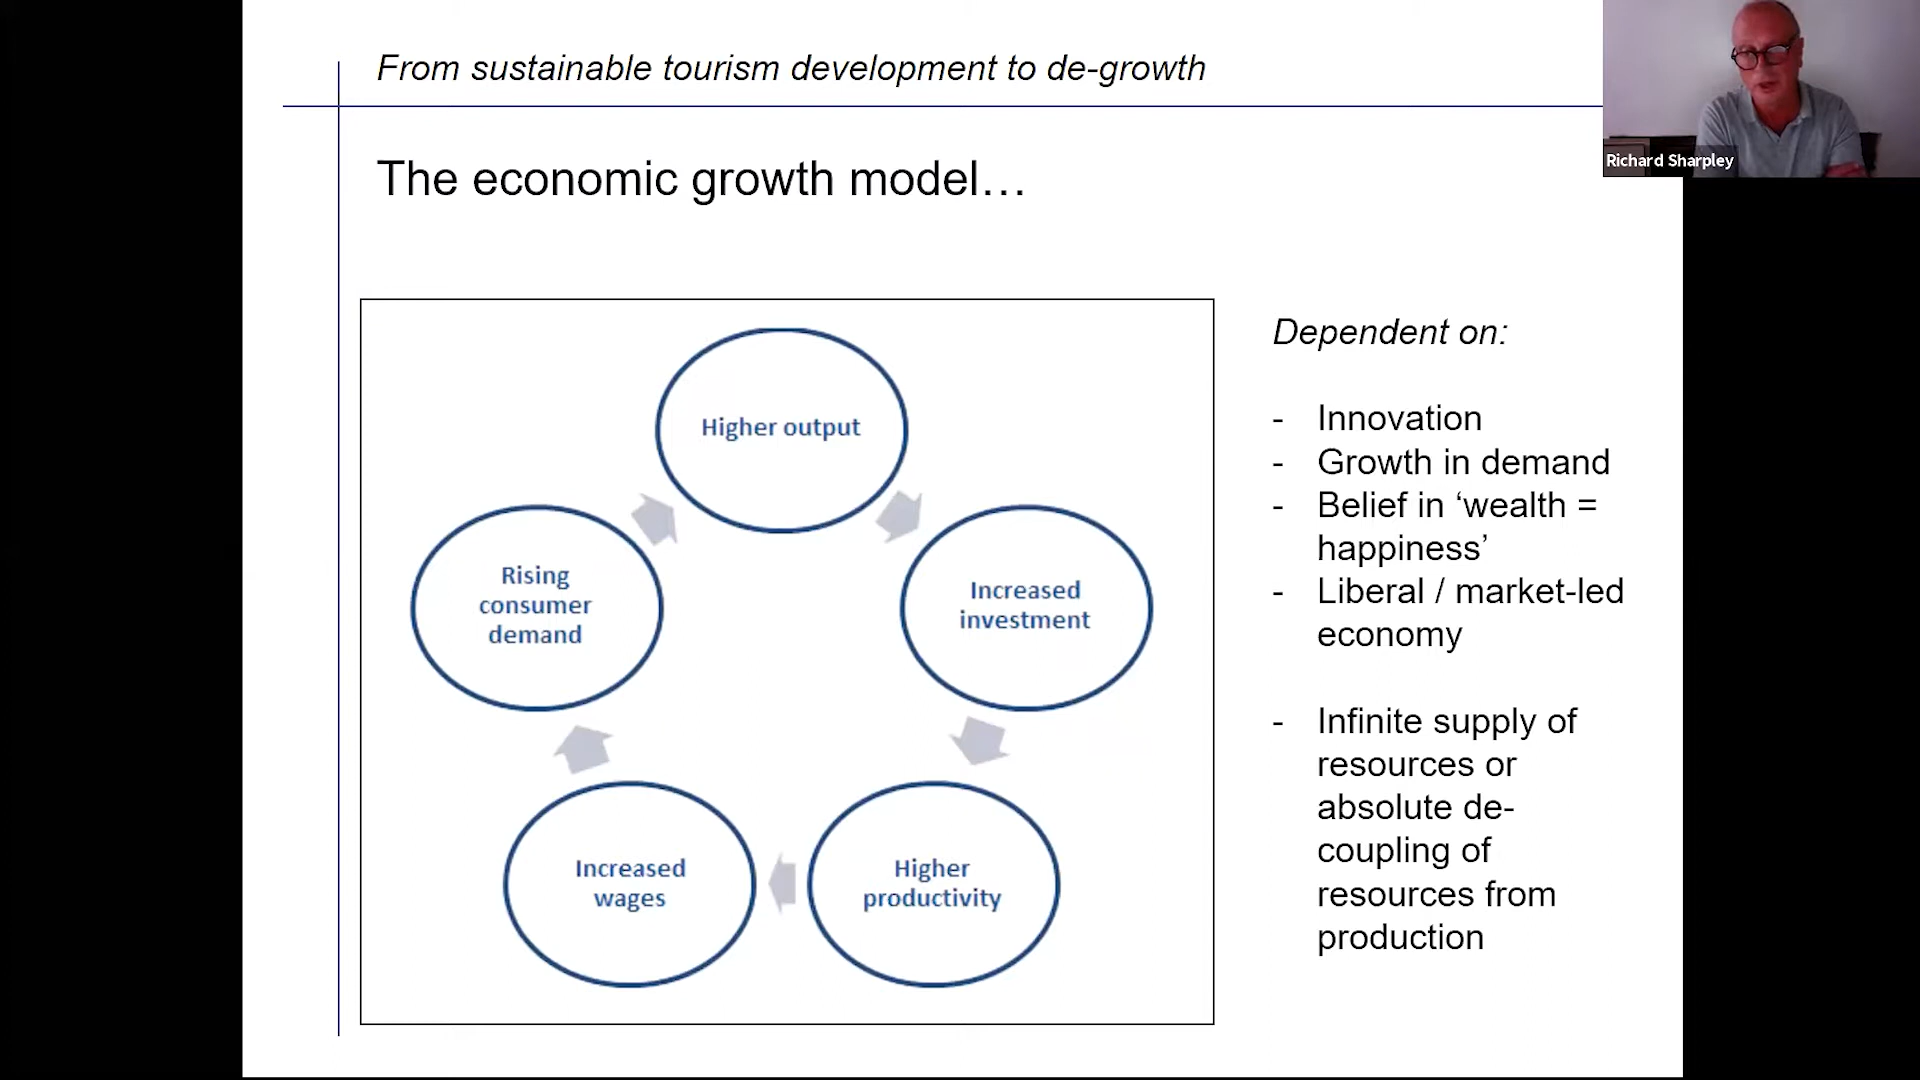 From sustainable tourism development to de-growth
Richard Sharpley
The economic growth model…
Higher output
Rising
consumer
demand
Increased
investment
Increased
wages
Higher
productivity
Dependent on:
- Innovation
- Growth in demand
- Belief in ‘wealth =
happiness’
- Liberal / market-led
economy
- Infinite supply of
resources or
absolute de-
coupling of
resources from
production